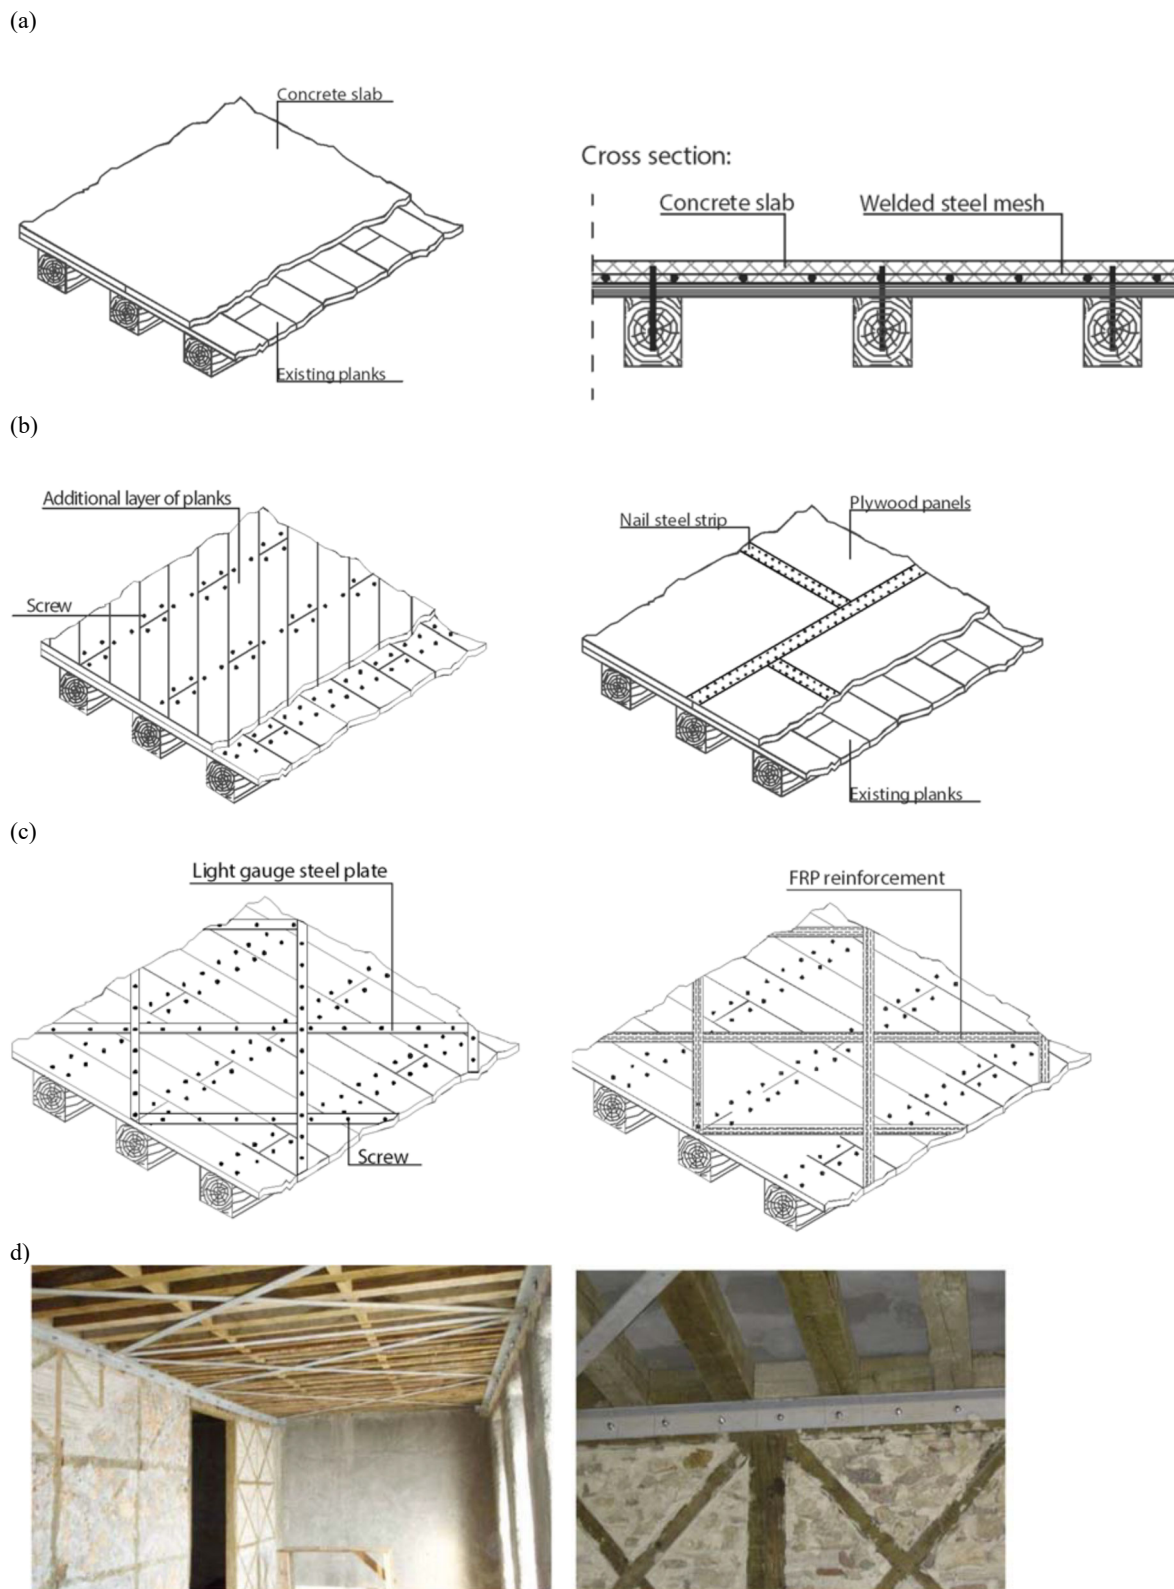 (a)
Concrete slab
Existing planks
Cross section:
Concrete slab
Welded steel mesh
(b)
Additional layer of planks
Screw
Nail steel strip
Plywood panels
Existing planks
(c)
Light gauge steel plate
Screw
FRP reinforcement
d)